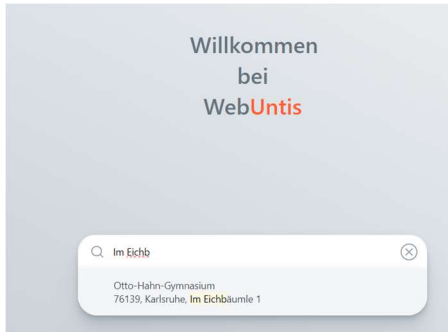 Willkommen
bei
WebUntis
Im Eichb
Otto-Hahn-Gymnasium
76139, Karlsruhe, Im Eichbäumle 1